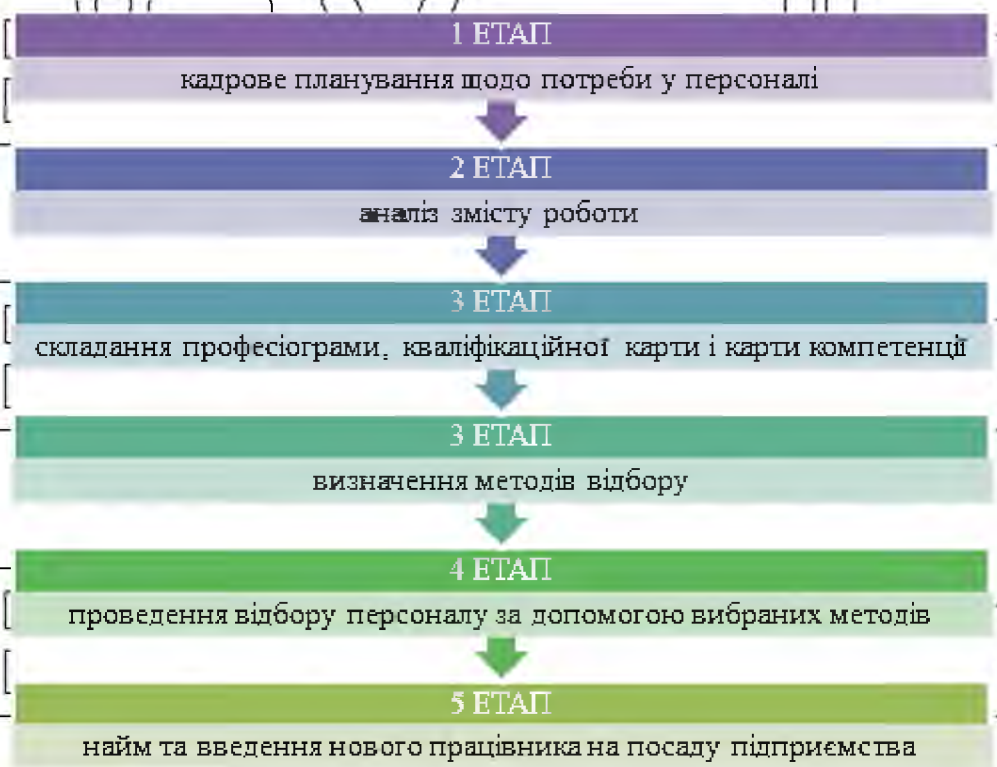 1 ЕТАП
кадрове планування щодо потреби у персоналі
2 ЕТАП
аналіз змісту роботи
3 ЕТАП
складання професіограми, кваліфікаційної карти і карти компетенції
3 ЕТАП
визначення методів відбору
4 ЕТАП
проведення відбору персоналу за допомогою вибраних методів
5 ЕТАП
найм та введення нового працівника на посаду підприємства